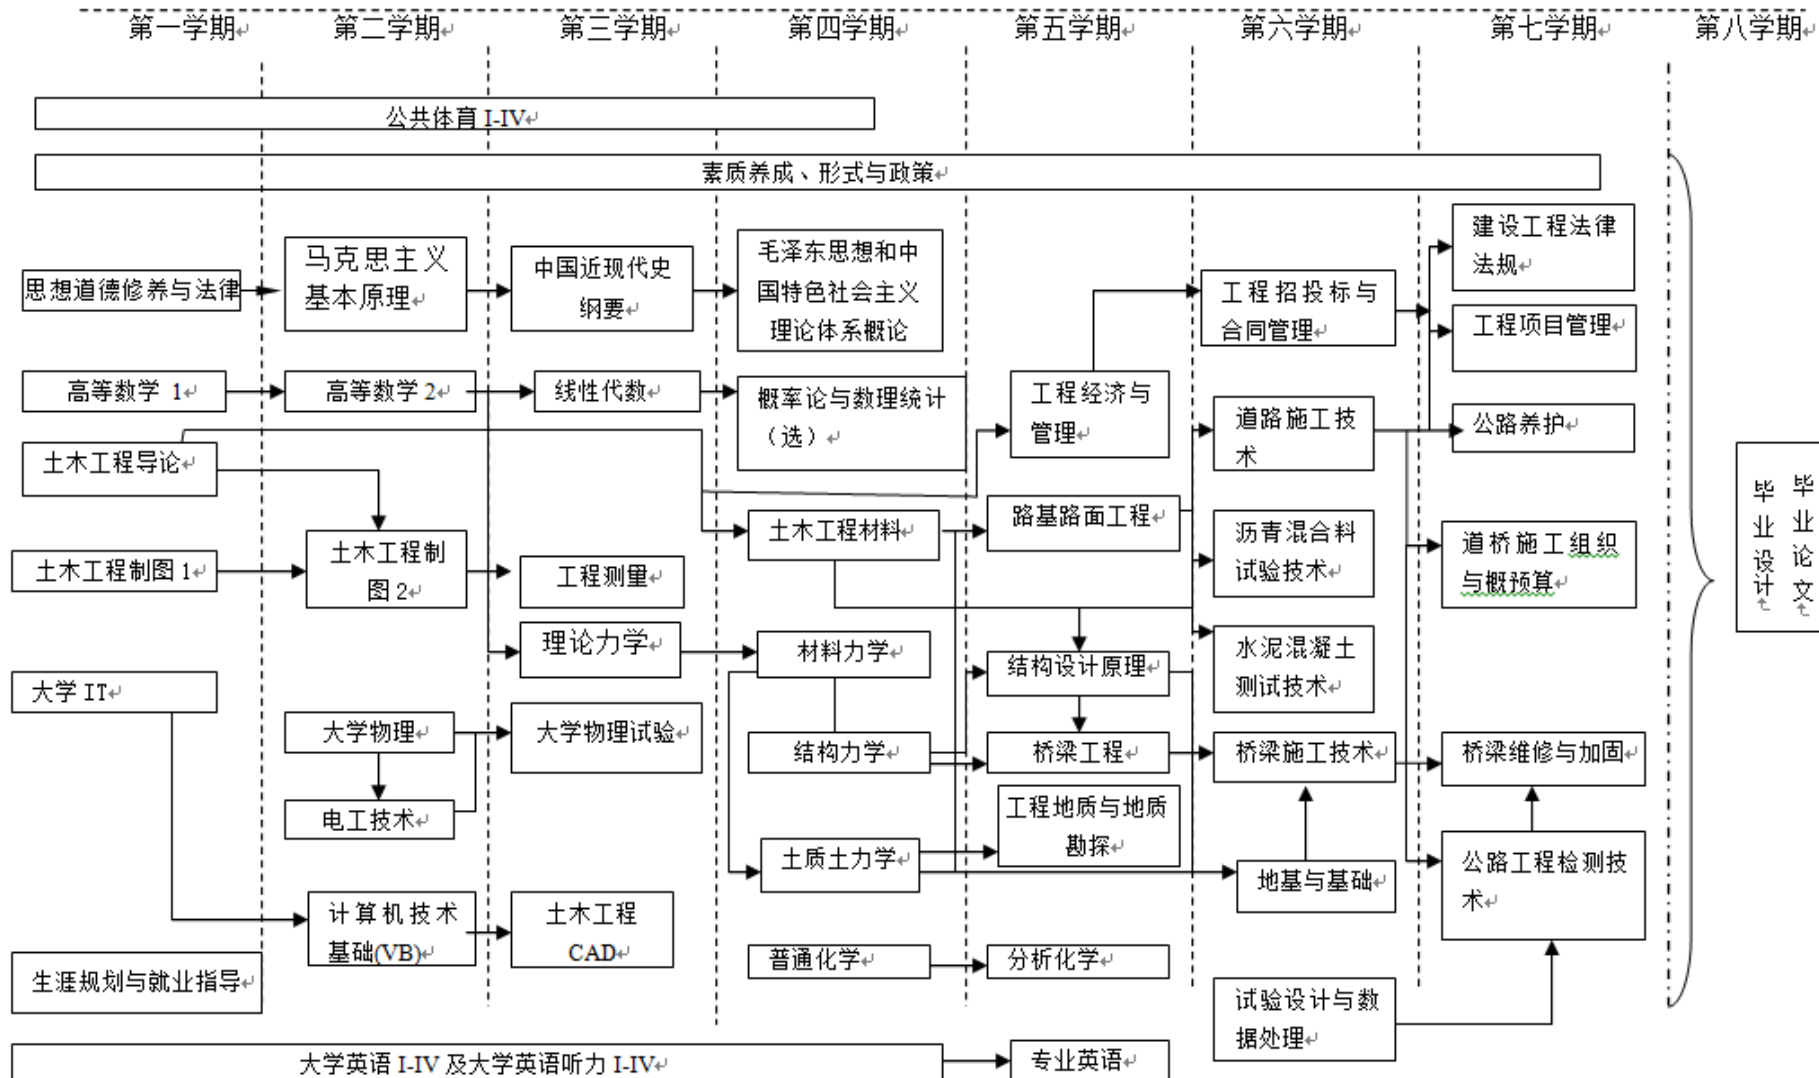 第一学期
第二学期
第三学期
第四学期
第五学期
第六学期
第七学期
第八学期
公共体育 I-IV
素质养成、形式与政策
思想道德修养与法律
马克思主义
基本原理
中国近现代史
纲要
毛泽东思想和中
国特色社会主义
理论体系概论
工程招投标与
合同管理
建设工程法律
法规
工程项目管理
高等数学 1
高等数学 2
线性代数
概率论与数理统计
（选）
工程经济与
管理
道路施工技
术
公路养护
土木工程导论
土木工程材料
路基路面工程
沥青混合料
试验技术
道桥施工组织
与概预算
土木工程制图 1
土木工程制
图 2
工程测量
理论力学
材料力学
结构设计原理
水泥混凝土
测试技术
大学 IT
大学物理
大学物理试验
结构力学
桥梁工程
桥梁施工技术
桥梁维修与加固
电工技术
土质土力学
工程地质与地质
勘探
地基与基础
公路工程检测技
术
计算机技术
基础(VB)
土木工程
CAD
普通化学
分析化学
生涯规划与就业指导
试验设计与数
据处理
大学英语 I-IV 及大学英语听力 I-IV
专业英语
毕业设计
毕业论文